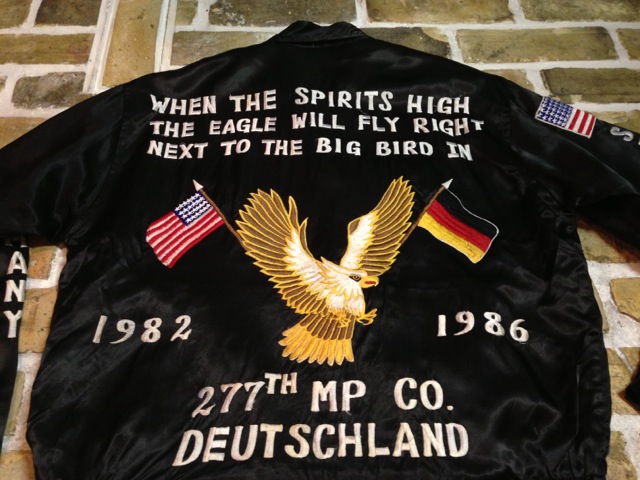 WHEN THE SPIRITS HIGH
THE EAGLE WILL FLY RIGHT
NEXT TO THE BIG BIRD IN
1982
1986
277TH MP CO.
DEUTSCHLAND